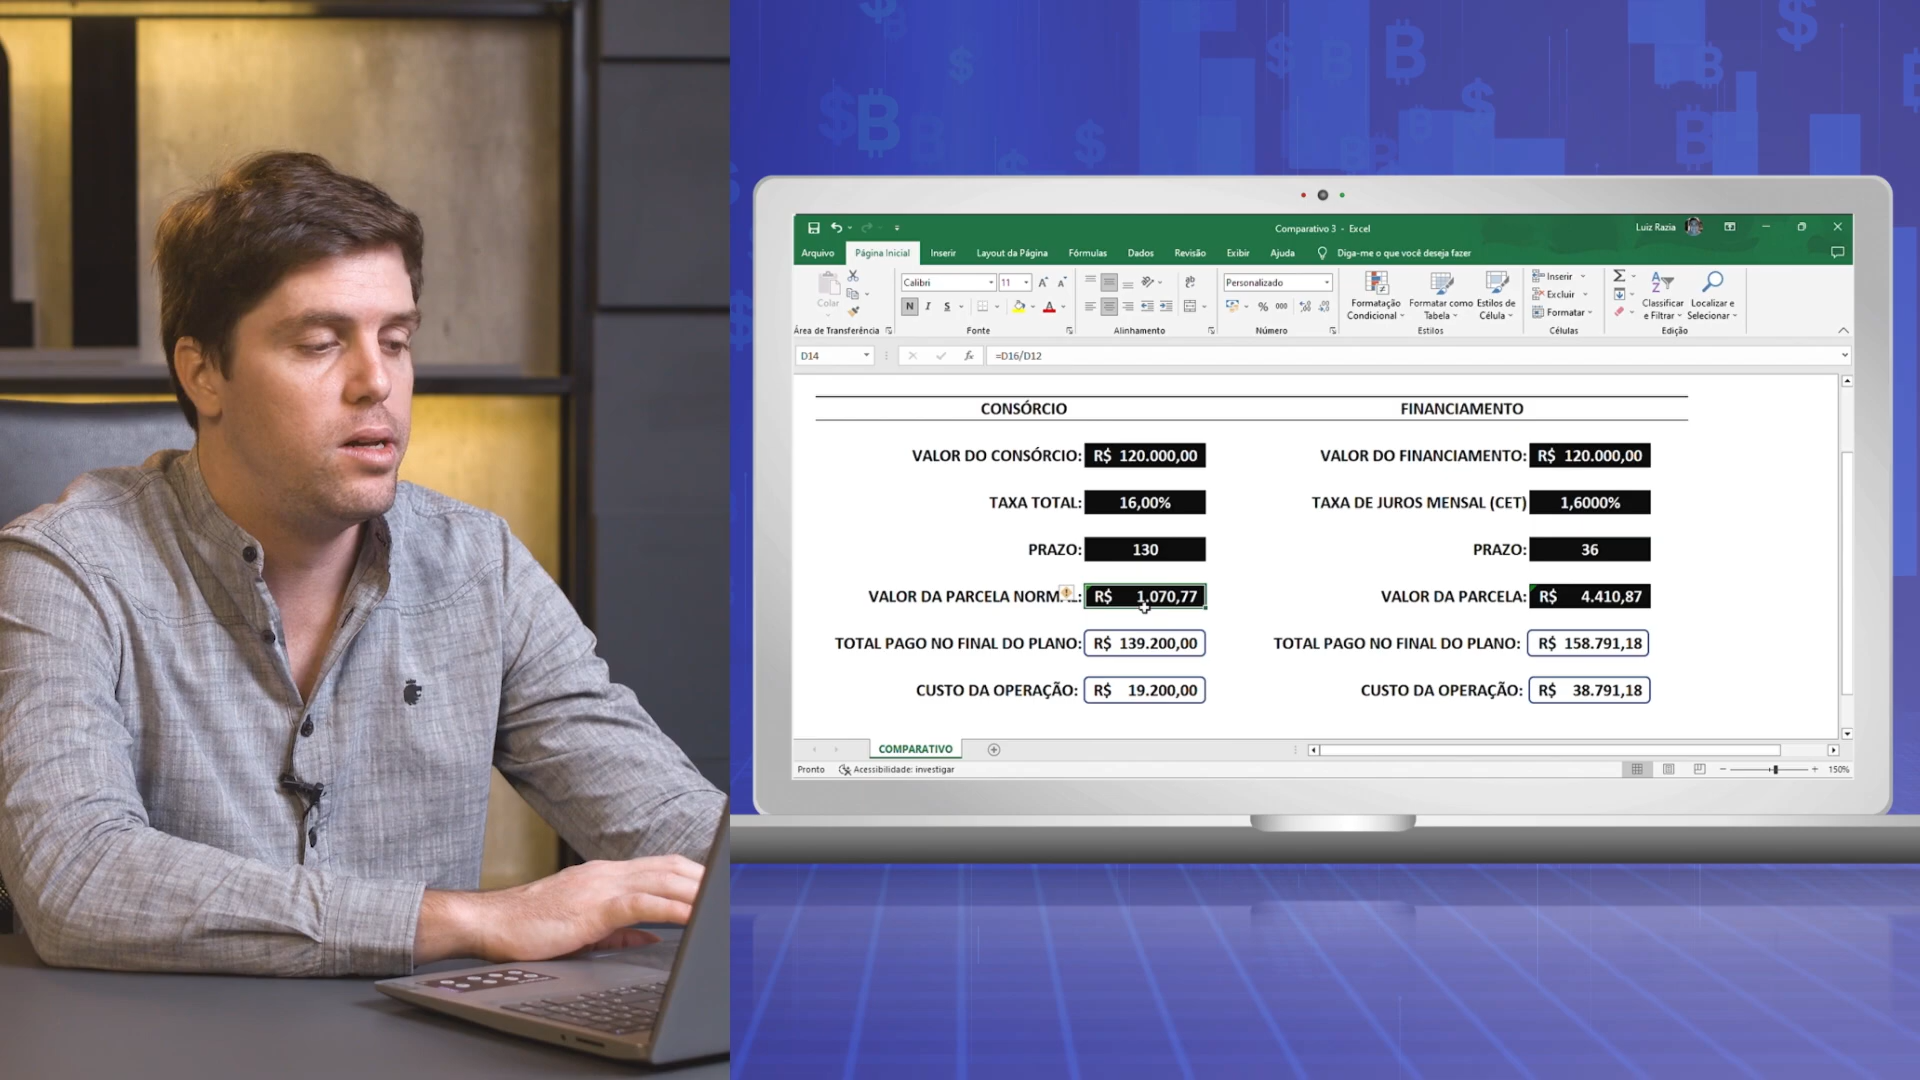 Comparativo 3 - Excel
Luiz Razia
Arquivo Página Inicial Inserir Layout da Página Fórmulas Dados Revisão Exibir Ajuda Diga-me o que você deseja fazer
Colar
Calibri 11
N I S
Personalizado
% 000
Formatação Condicional
Formatar como Tabela
Estilos de Célula
Inserir
Excluir
Formatar
Classificar e Filtrar
Localizar e Selecionar
Área de Transferência Fonte Alinhamento Número Estilos Células Edição
D14 fx =D16/D12
CONSÓRCIO FINANCIAMENTO
VALOR DO CONSÓRCIO: R$ 120.000,00 VALOR DO FINANCIAMENTO: R$ 120.000,00
TAXA TOTAL: 16,00% TAXA DE JUROS MENSAL (CET) 1,6000%
PRAZO: 130 PRAZO: 36
VALOR DA PARCELA NORMAL: R$ 1.070,77 VALOR DA PARCELA: R$ 4.410,87
TOTAL PAGO NO FINAL DO PLANO: R$ 139.200,00 TOTAL PAGO NO FINAL DO PLANO: R$ 158.791,18
CUSTO DA OPERAÇÃO: R$ 19.200,00 CUSTO DA OPERAÇÃO: R$ 38.791,18
COMPARATIVO
Pronto Acessibilidade: investigar 150%